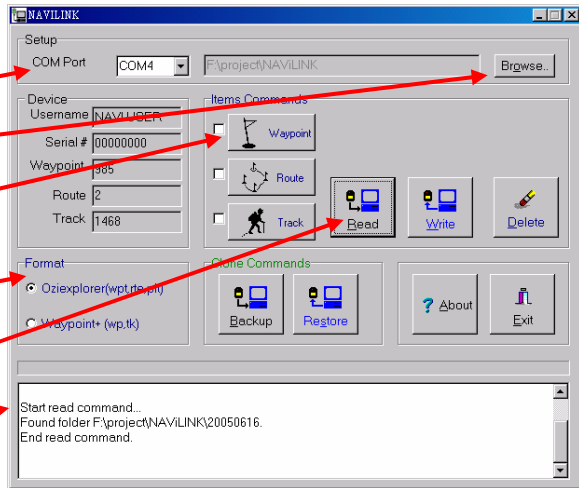 NAVILINK
Setup
COM Port
COM4
F:\project\NAViLINK
Browse..
Device
Username NAVI USER
Serial # 00000000
Waypoint 985
Route 2
Track 1468
Items Commands
Waypoint
Route
Track
Read
Write
Delete
Format
Oziexplorer(wpt,rte,plt)
Waypoint+ (wp,tk)
Clone Commands
Backup
Restore
? About
Exit
Start read command...
Found folder F:\project\NAViLINK\20050616.
End read command.